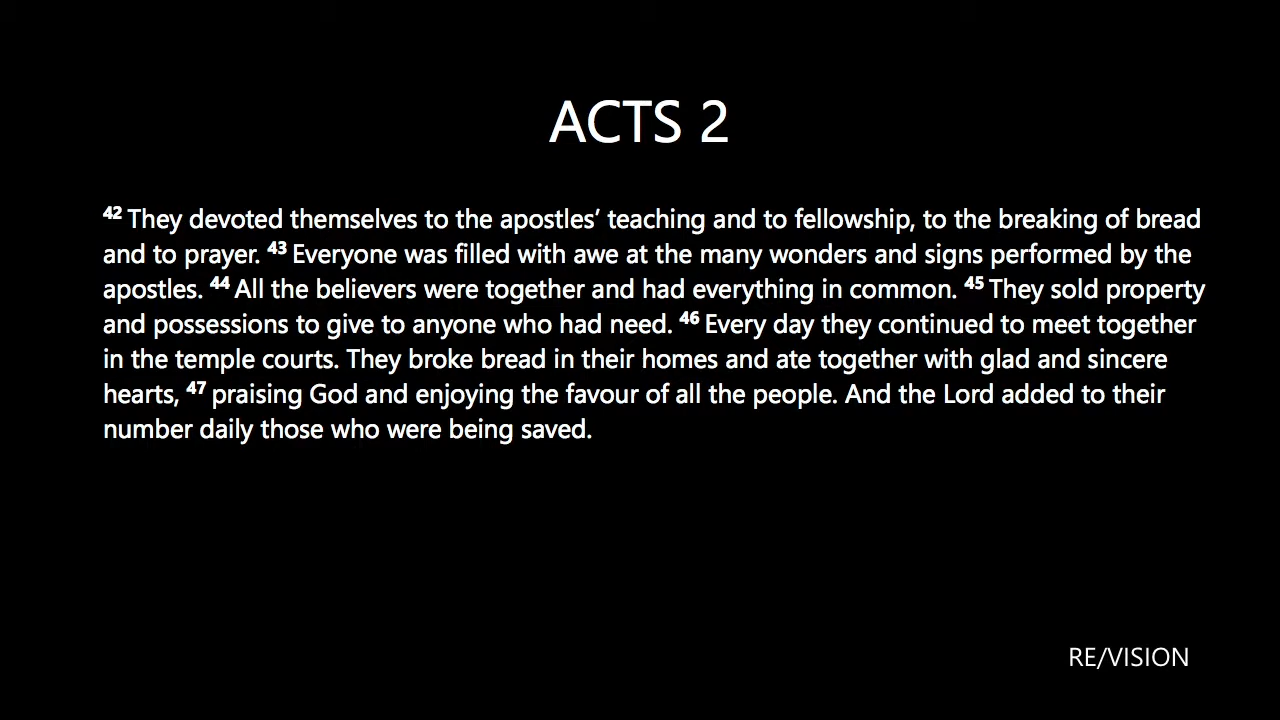 ACTS 2
42 They devoted themselves to the apostles’ teaching and to fellowship, to the breaking of bread
and to prayer. 43 Everyone was filled with awe at the many wonders and signs performed by the
apostles. 44 All the believers were together and had everything in common. 45 They sold property
and possessions to give to anyone who had need. 46 Every day they continued to meet together
in the temple courts. They broke bread in their homes and ate together with glad and sincere
hearts, 47 praising God and enjoying the favour of all the people. And the Lord added to their
number daily those who were being saved.
RE/VISION